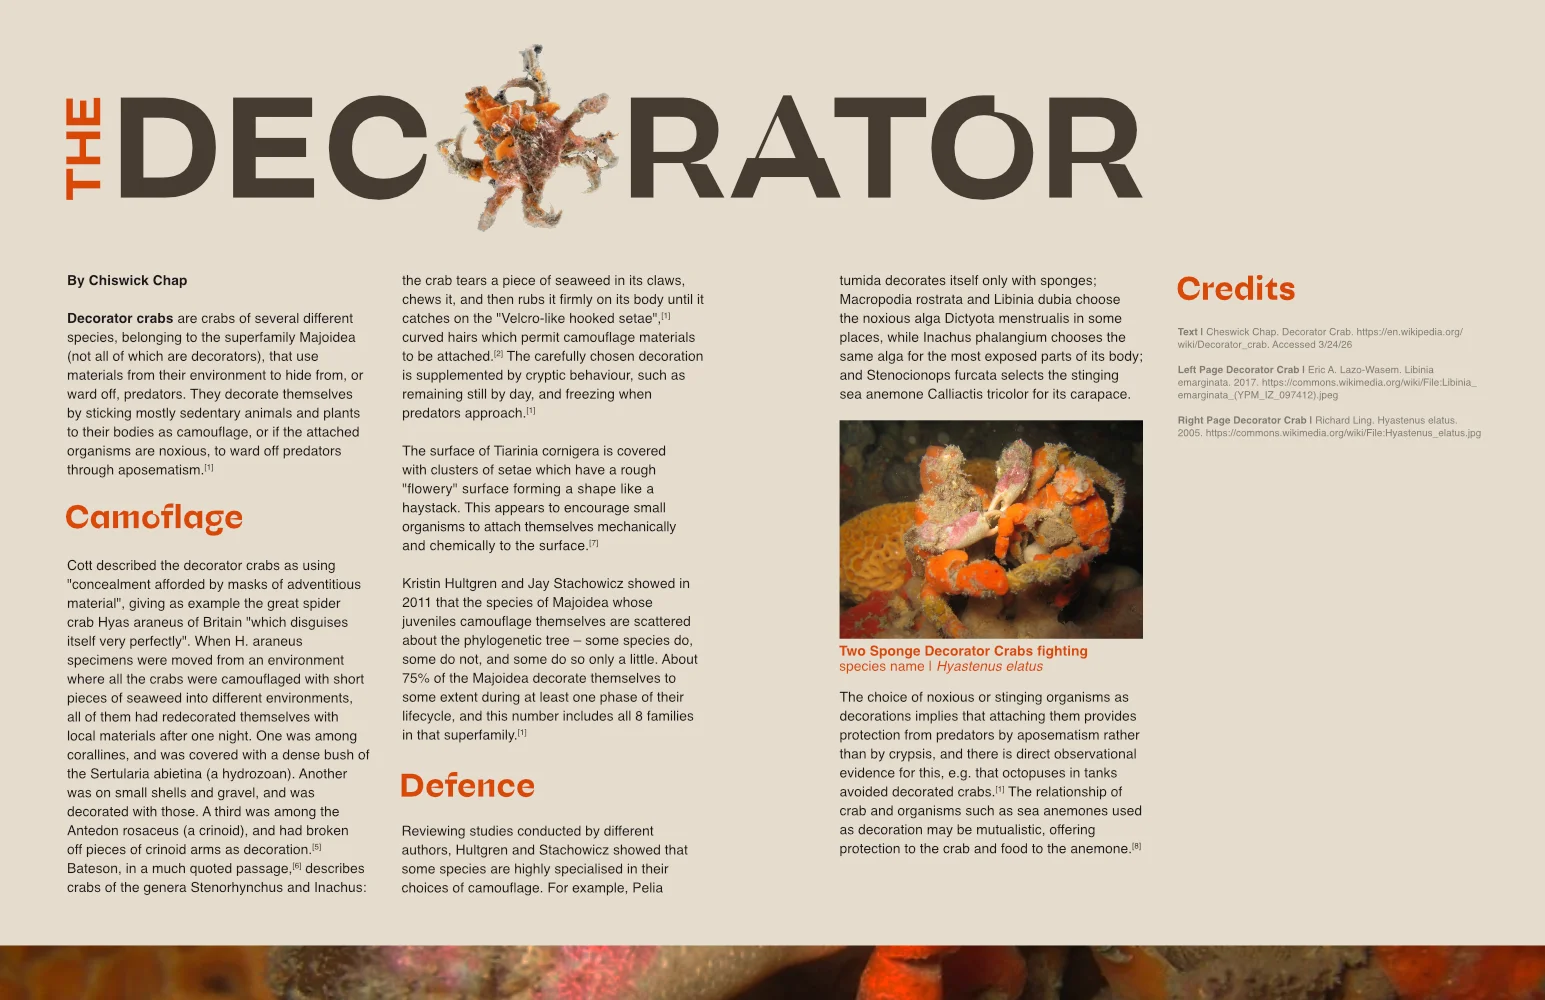 THE DEC RATOR
By Chiswick Chap
Decorator crabs are crabs of several different
species, belonging to the superfamily Majoidea
(not all of which are decorators), that use
materials from their environment to hide from, or
ward off, predators. They decorate themselves
by sticking mostly sedentary animals and plants
to their bodies as camouflage, or if the attached
organisms are noxious, to ward off predators
through aposematism.[1]
Camoflage
Cott described the decorator crabs as using
"concealment afforded by masks of adventitious
material", giving as example the great spider
crab Hyas araneus of Britain "which disguises
itself very perfectly". When H. araneus
specimens were moved from an environment
where all the crabs were camouflaged with short
pieces of seaweed into different environments,
all of them had redecorated themselves with
local materials after one night. One was among
corallines, and was covered with a dense bush of
the Sertularia abietina (a hydrozoan). Another
was on small shells and gravel, and was
decorated with those. A third was among the
Antedon rosaceus (a crinoid), and had broken
off pieces of crinoid arms as decoration.[5]
Bateson, in a much quoted passage,[6] describes
crabs of the genera Stenorhynchus and Inachus:
the crab tears a piece of seaweed in its claws,
chews it, and then rubs it firmly on its body until it
catches on the "Velcro-like hooked setae",[1]
curved hairs which permit camouflage materials
to be attached.[2] The carefully chosen decoration
is supplemented by cryptic behaviour, such as
remaining still by day, and freezing when
predators approach.[1]
The surface of Tiarinia cornigera is covered
with clusters of setae which have a rough
"flowery" surface forming a shape like a
haystack. This appears to encourage small
organisms to attach themselves mechanically
and chemically to the surface.[7]
Kristin Hultgren and Jay Stachowicz showed in
2011 that the species of Majoidea whose
juveniles camouflage themselves are scattered
about the phylogenetic tree – some species do,
some do not, and some do so only a little. About
75% of the Majoidea decorate themselves to
some extent during at least one phase of their
lifecycle, and this number includes all 8 families
in that superfamily.[1]
Defence
Reviewing studies conducted by different
authors, Hultgren and Stachowicz showed that
some species are highly specialised in their
choices of camouflage. For example, Pelia
tumida decorates itself only with sponges;
Macropodia rostrata and Libinia dubia choose
the noxious alga Dictyota menstrualis in some
places, while Inachus phalangium chooses the
same alga for the most exposed parts of its body;
and Stenocionops furcata selects the stinging
sea anemone Calliactis tricolor for its carapace.
Two Sponge Decorator Crabs fighting
species name | Hyastenus elatus
The choice of noxious or stinging organisms as
decorations implies that attaching them provides
protection from predators by aposematism rather
than by crypsis, and there is direct observational
evidence for this, e.g. that octopuses in tanks
avoided decorated crabs.[1] The relationship of
crab and organisms such as sea anemones used
as decoration may be mutualistic, offering
protection to the crab and food to the anemone.[8]
Credits
Text | Cheswick Chap. Decorator Crab. https://en.wikipedia.org/
wiki/Decorator_crab. Accessed 3/24/26
Left Page Decorator Crab | Eric A. Lazo-Wasem. Libinia
emarginata. 2017. https://commons.wikimedia.org/wiki/File:Libinia_
emarginata_(YPM_IZ_097412).jpeg
Right Page Decorator Crab | Richard Ling. Hyastenus elatus.
2005. https://commons.wikimedia.org/wiki/File:Hyastenus_elatus.jpg